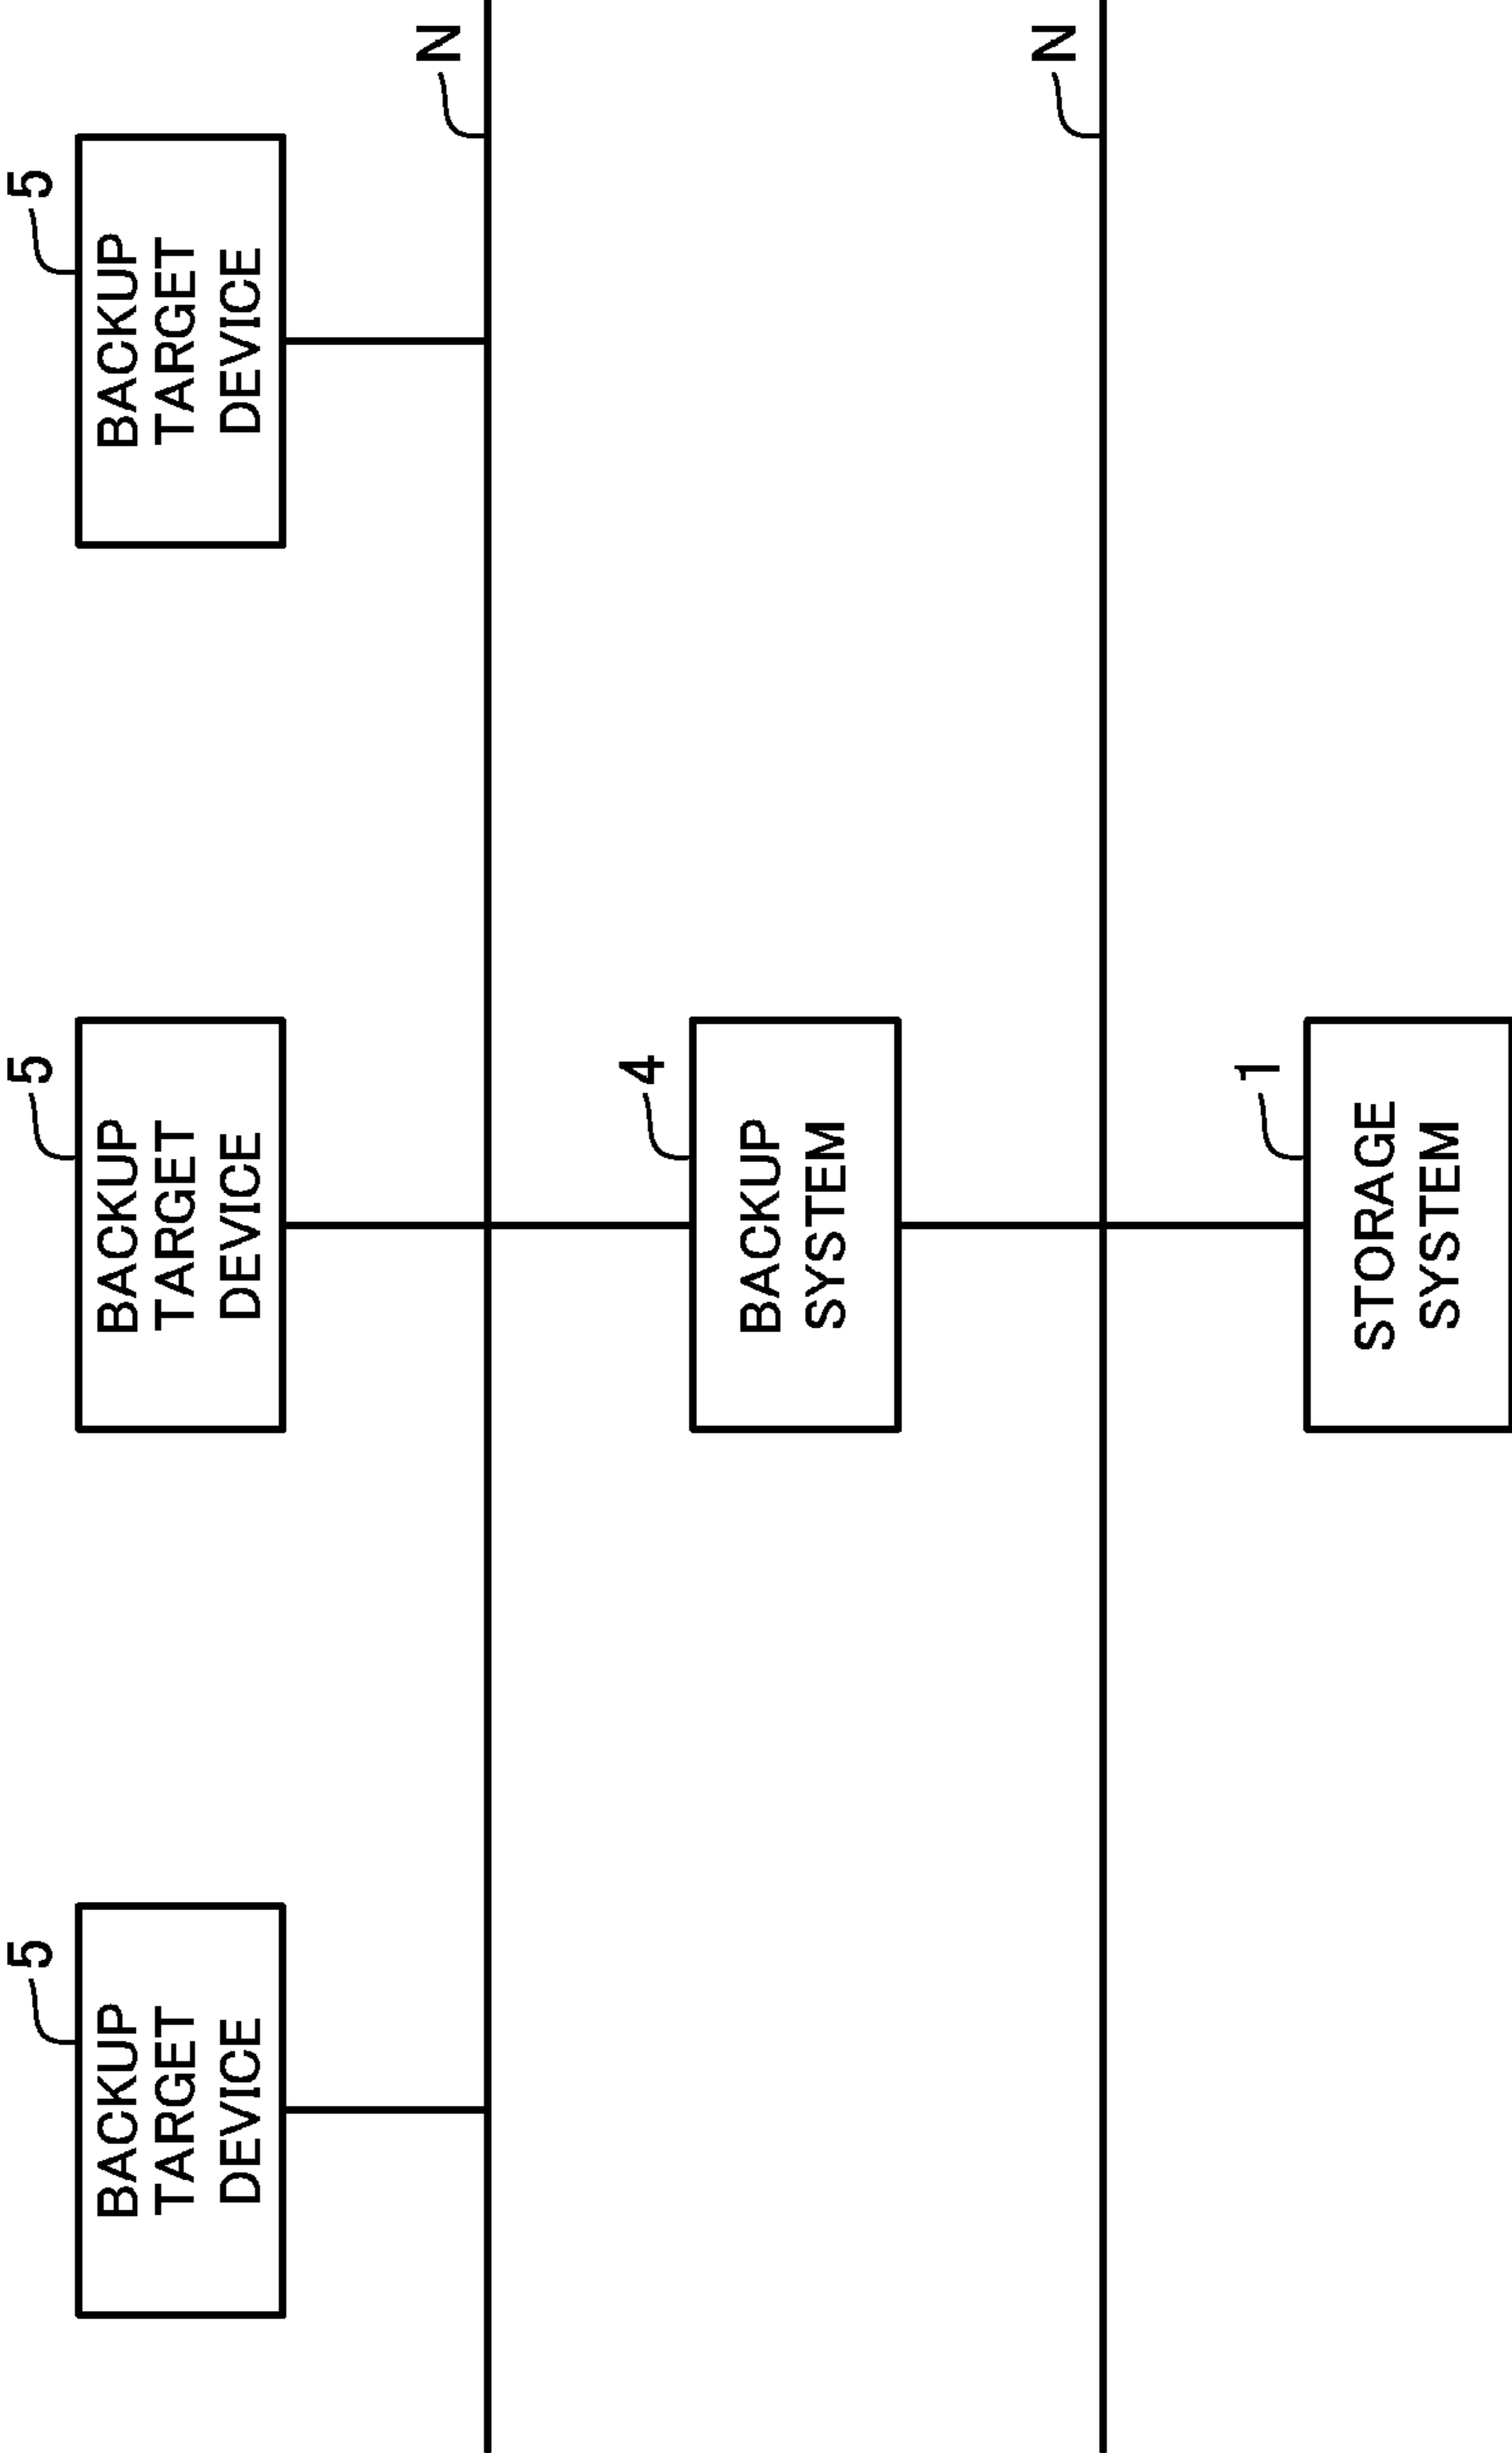 5
BACKUP
TARGET
DEVICE
5
BACKUP
TARGET
DEVICE
5
BACKUP
TARGET
DEVICE
N
4
BACKUP
SYSTEM
N
1
STORAGE
SYSTEM